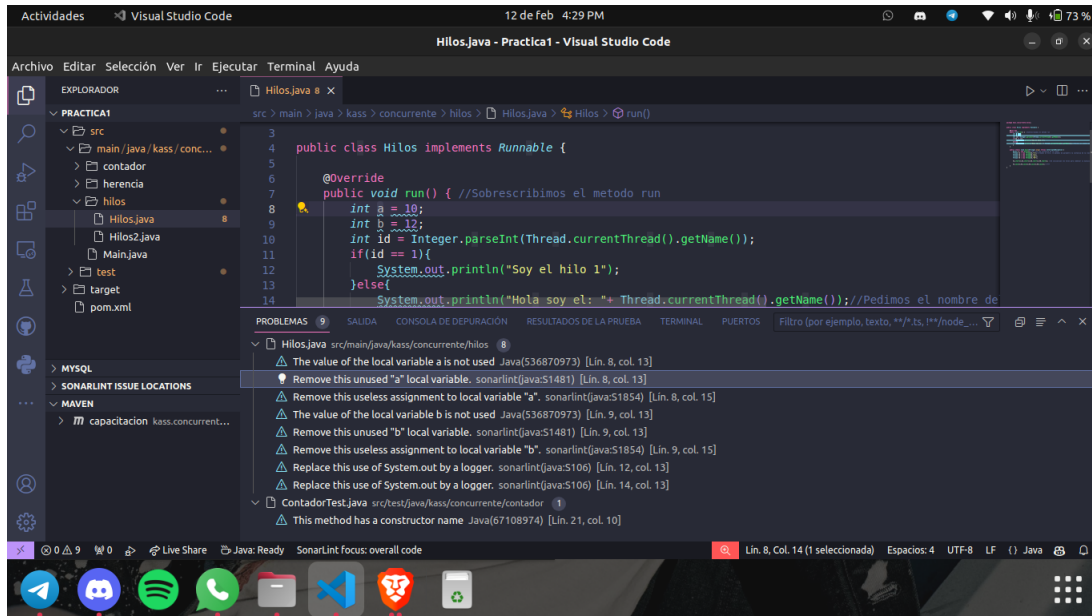 Actividades
Visual Studio Code
12 de feb 4:29 PM
73 %
Hilos.java - Practica1 - Visual Studio Code
Archivo Editar Selección Ver Ir Ejecutar Terminal Ayuda
EXPLORADOR
PRACTICA1
src
main/java/kass/conc...
contador
herencia
hilos
Hilos.java 8
Hilos2.java
Main.java
test
target
pom.xml
MYSQL
SONARLINT ISSUE LOCATIONS
MAVEN
m capacitacion kass.concurrent...
Hilos.java 8
src > main > java > kass > concurrente > hilos > Hilos.java > Hilos > run()
3
4 public class Hilos implements Runnable {
5
6 @Override
7 public void run() { //Sobrescribimos el metodo run
8 int a = 10;
9 int b = 12;
10 int id = Integer.parseInt(Thread.currentThread().getName());
11 if(id == 1){
12 System.out.println("Soy el hilo 1");
13 }else{
14 System.out.println("Hola soy el: "+ Thread.currentThread().getName());//Pedimos el nombre de
PROBLEMAS 9 SALIDA CONSOLA DE DEPURACIÓN RESULTADOS DE LA PRUEBA TERMINAL PUERTOS Filtro (por ejemplo, texto, **/*.ts, !**/node_...
Hilos.java src/main/java/kass/concurrente/hilos 8
The value of the local variable a is not used Java(536870973) [Lín. 8, col. 13]
Remove this unused "a" local variable. sonarlint(java:S1481) [Lín. 8, col. 13]
Remove this useless assignment to local variable "a". sonarlint(java:S1854) [Lín. 8, col. 15]
The value of the local variable b is not used Java(536870973) [Lín. 9, col. 13]
Remove this unused "b" local variable. sonarlint(java:S1481) [Lín. 9, col. 13]
Remove this useless assignment to local variable "b". sonarlint(java:S1854) [Lín. 9, col. 15]
Replace this use of System.out by a logger. sonarlint(java:S106) [Lín. 12, col. 13]
Replace this use of System.out by a logger. sonarlint(java:S106) [Lín. 14, col. 13]
ContadorTest.java src/test/java/kass/concurrente/contador 1
This method has a constructor name Java(67108974) [Lín. 21, col. 10]
0 9 0 Live Share Java: Ready SonarLint focus: overall code Lín. 8, Col. 14 (1 seleccionada) Espacios: 4 UTF-8 LF {} Java